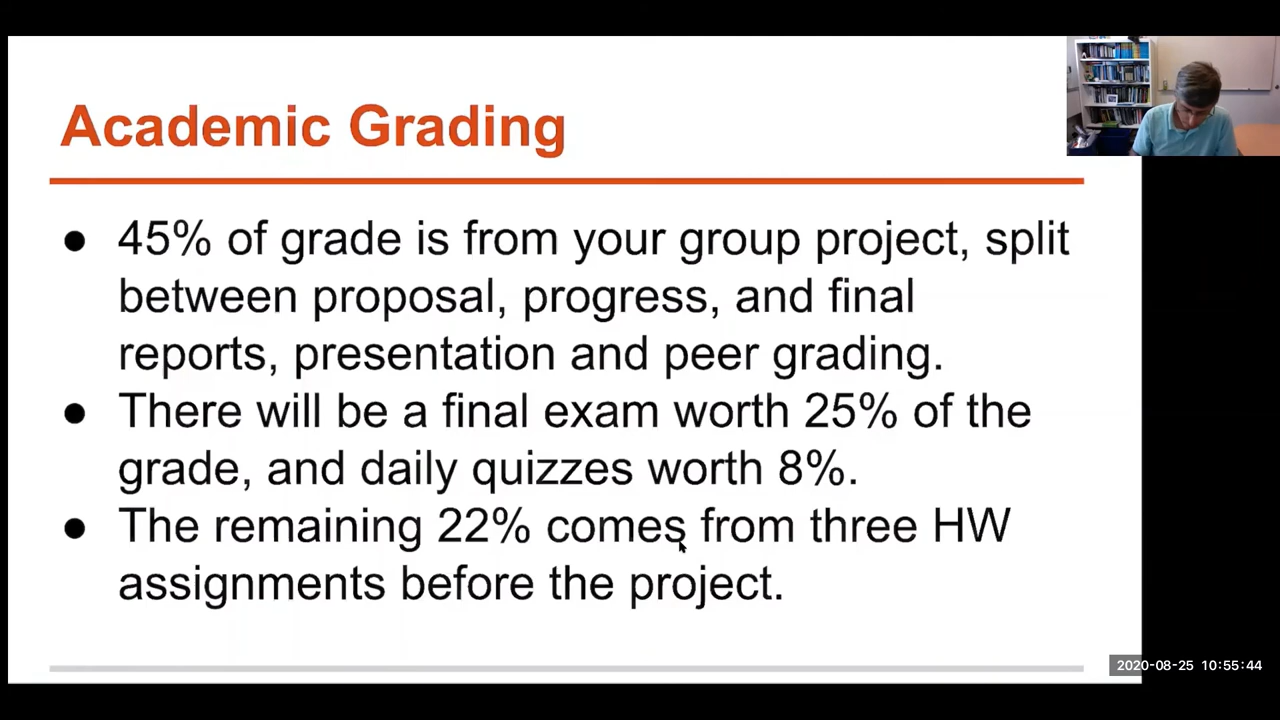 Academic Grading
● 45% of grade is from your group project, split
between proposal, progress, and final
reports, presentation and peer grading.
● There will be a final exam worth 25% of the
grade, and daily quizzes worth 8%.
● The remaining 22% comes from three HW
assignments before the project.
2020-08-25 10:55:44